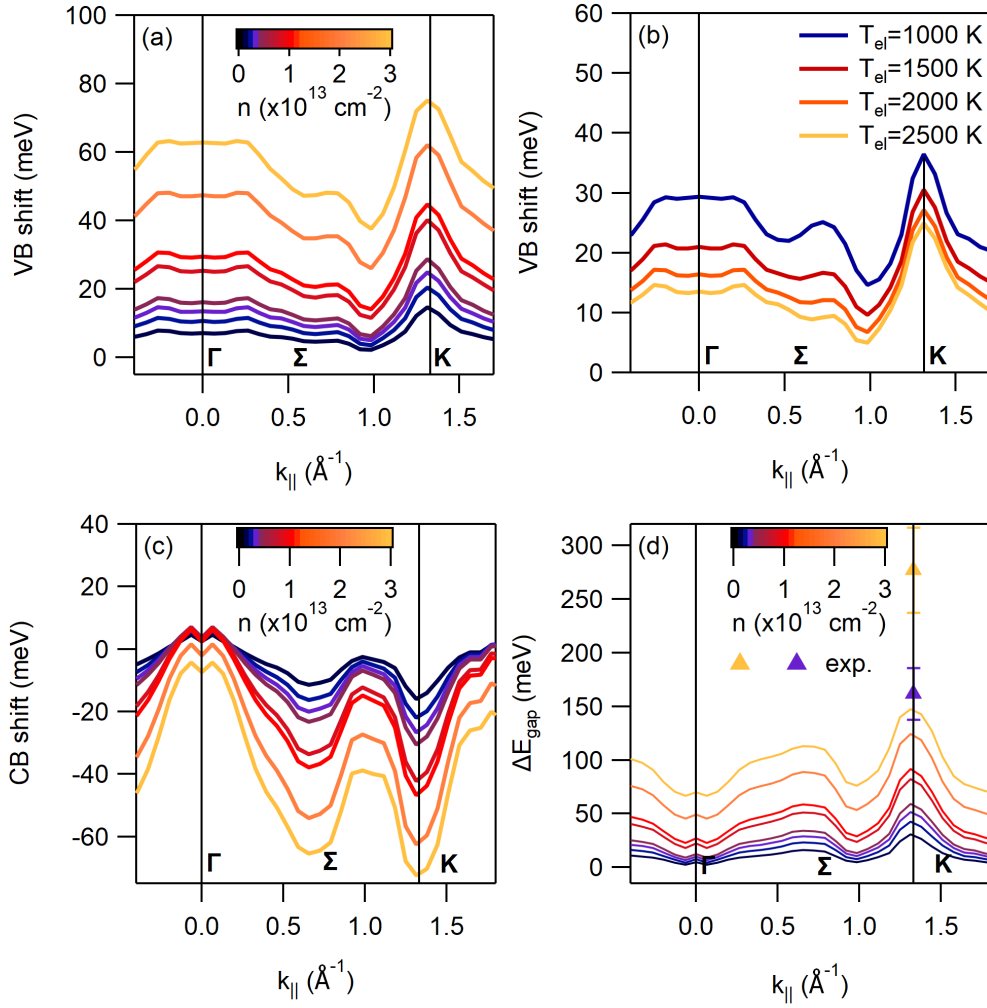 (a)
100
80
60
40
20
0
VB shift (meV)
0 1 2 3
n (x10¹³ cm⁻²)
Γ Σ K
0.0 0.5 1.0 1.5
k|| (Å⁻¹)
(b)
60
50
40
30
20
10
0
VB shift (meV)
Tel=1000 K
Tel=1500 K
Tel=2000 K
Tel=2500 K
Γ Σ K
0.0 0.5 1.0 1.5
k|| (Å⁻¹)
(c)
40
20
0
-20
-40
-60
CB shift (meV)
0 1 2 3
n (x10¹³ cm⁻²)
Γ Σ K
0.0 0.5 1.0 1.5
k|| (Å⁻¹)
(d)
300
250
200
150
100
50
0
ΔEgap (meV)
0 1 2 3
n (x10¹³ cm⁻²)
exp.
Γ Σ K
0.0 0.5 1.0 1.5
k|| (Å⁻¹)